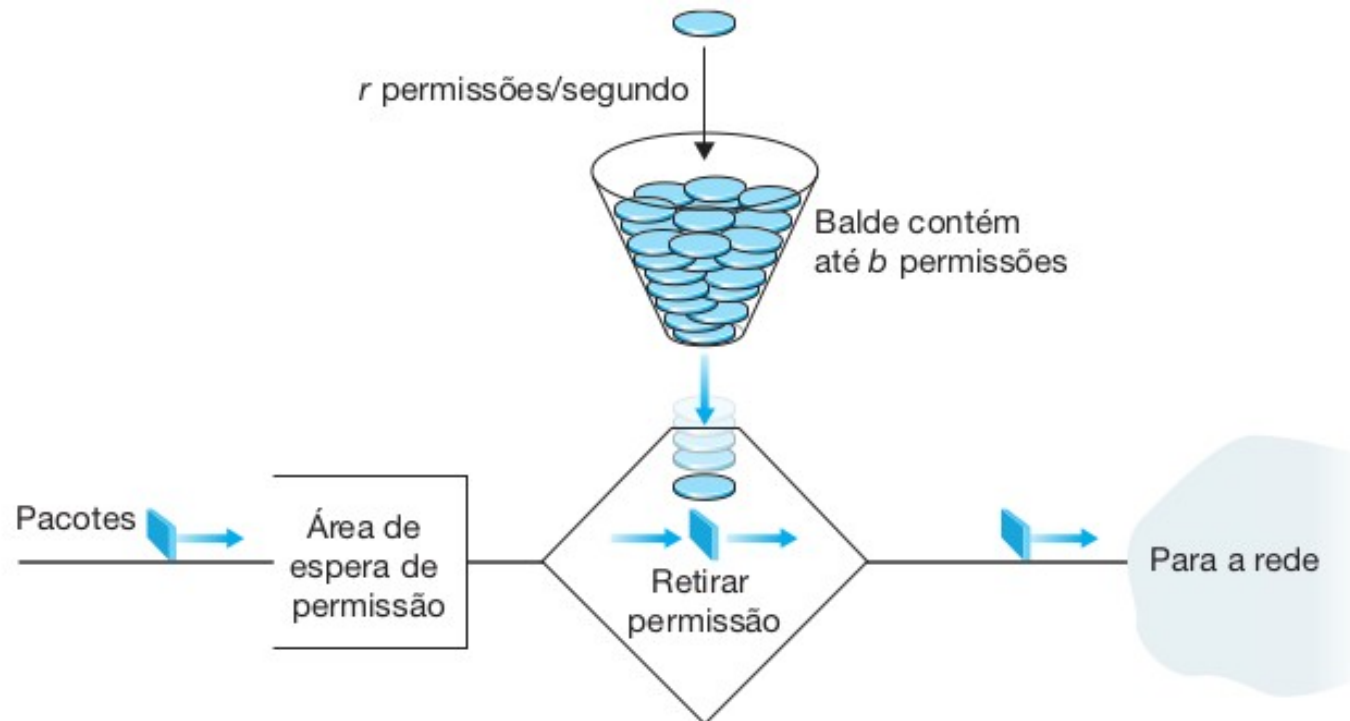 r permissões/segundo
Balde contém
até b permissões
Pacotes
Área de
espera de
permissão
Retirar
permissão
Para a rede